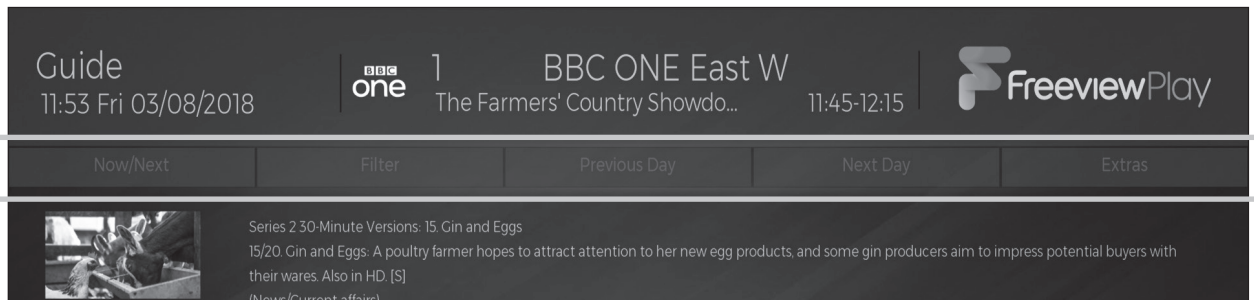 Guide
11:53 Fri 03/08/2018
BBC
one
1 BBC ONE East W
The Farmers' Country Showdo... 11:45-12:15
FreeviewPlay
Now/Next Filter Previous Day Next Day Extras
Series 2 30-Minute Versions: 15. Gin and Eggs
15/20. Gin and Eggs: A poultry farmer hopes to attract attention to her new egg products, and some gin producers aim to impress potential buyers with
their wares. Also in HD. [S]
(News/Current affairs)